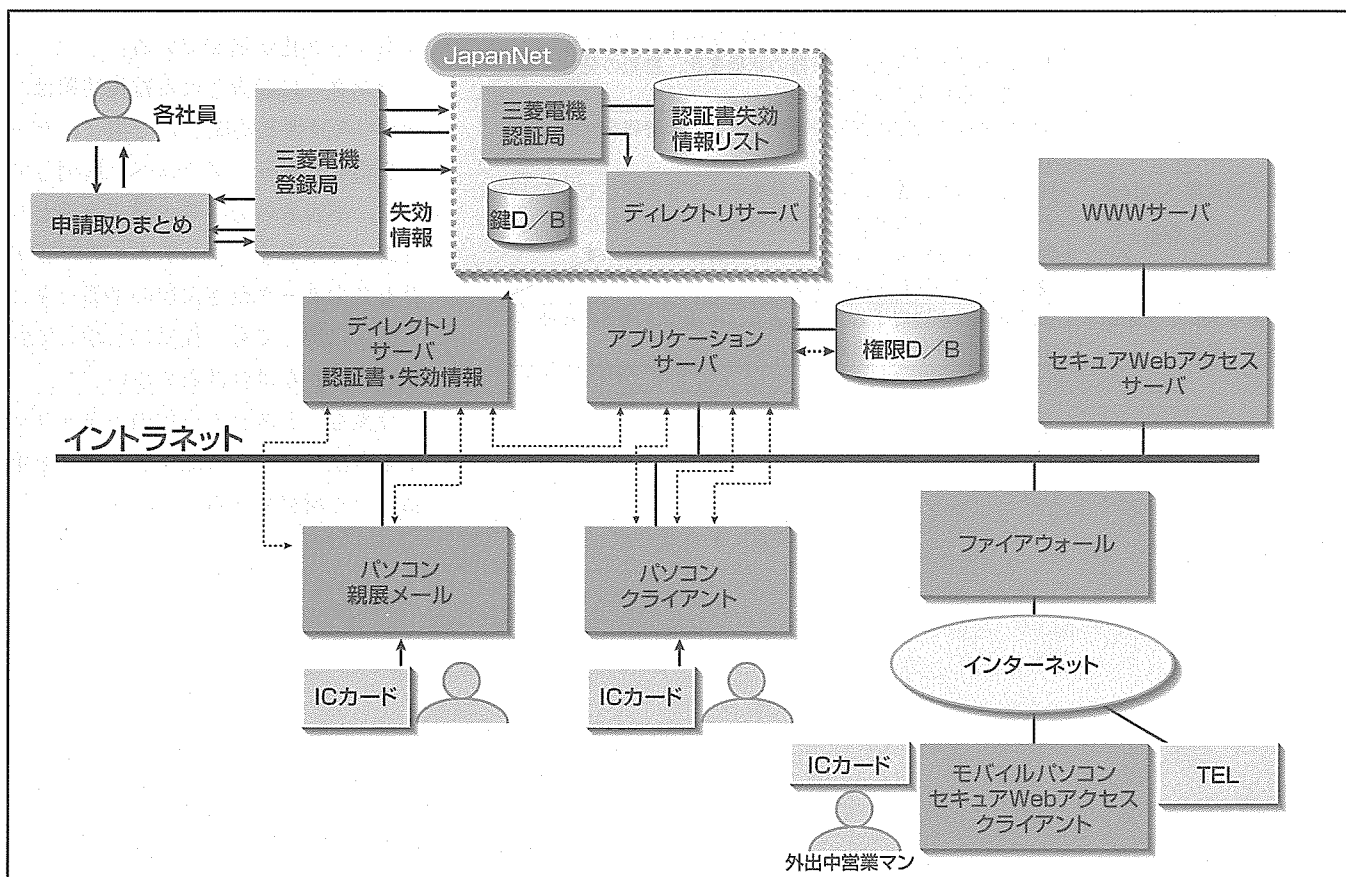 JapanNet
各社員
三菱電機
登録局
申請取りまとめ
失効
情報
三菱電機
認証局
認証書失効
情報リスト
鍵D/B
ディレクトリサーバ
WWWサーバ
ディレクトリ
サーバ
認証書・失効情報
アプリケーション
サーバ
権限D/B
セキュアWebアクセス
サーバ
イントラネット
パソコン
親展メール
パソコン
クライアント
ファイアウォール
インターネット
ICカード
ICカード
ICカード
モバイルパソコン
セキュアWebアクセス
クライアント
TEL
外出中営業マン